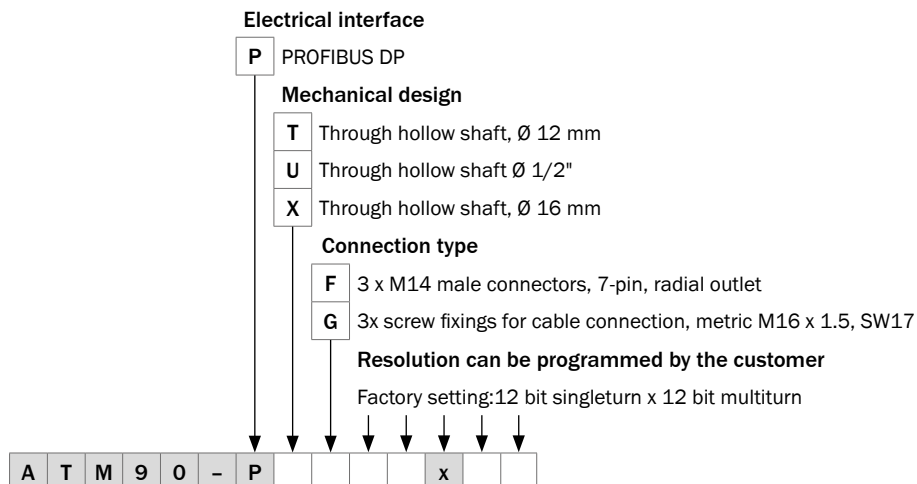 Electrical interface
P PROFIBUS DP
Mechanical design
T Through hollow shaft, Ø 12 mm
U Through hollow shaft Ø 1/2"
X Through hollow shaft, Ø 16 mm
Connection type
F 3 x M14 male connectors, 7-pin, radial outlet
G 3x screw fixings for cable connection, metric M16 x 1.5, SW17
Resolution can be programmed by the customer
Factory setting:12 bit singleturn x 12 bit multiturn
A T M 9 0 – P x